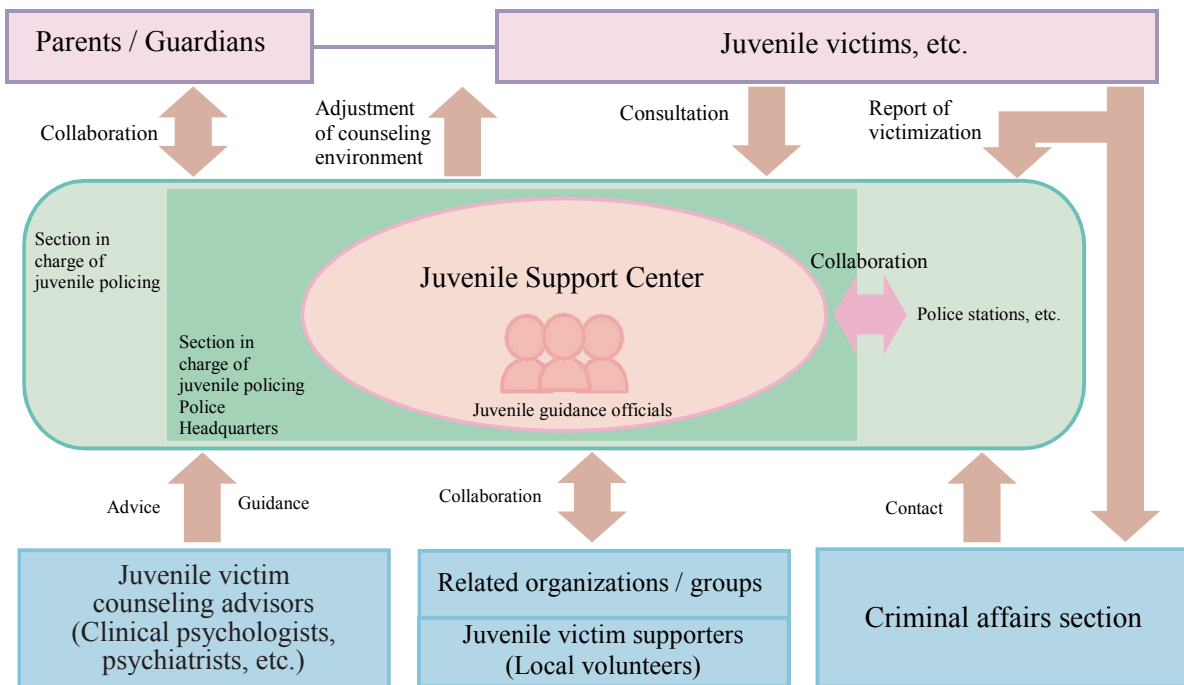 Parents / Guardians
Juvenile victims, etc.
Collaboration
Adjustment
of counseling
environment
Consultation
Report of
victimization
Section in
charge of
juvenile policing
Juvenile Support Center
Collaboration
Police stations, etc.
Section in
charge of
juvenile policing
Police
Headquarters
Juvenile guidance officials
Advice
Guidance
Collaboration
Contact
Juvenile victim
counseling advisors
(Clinical psychologists,
psychiatrists, etc.)
Related organizations / groups
Juvenile victim supporters
(Local volunteers)
Criminal affairs section